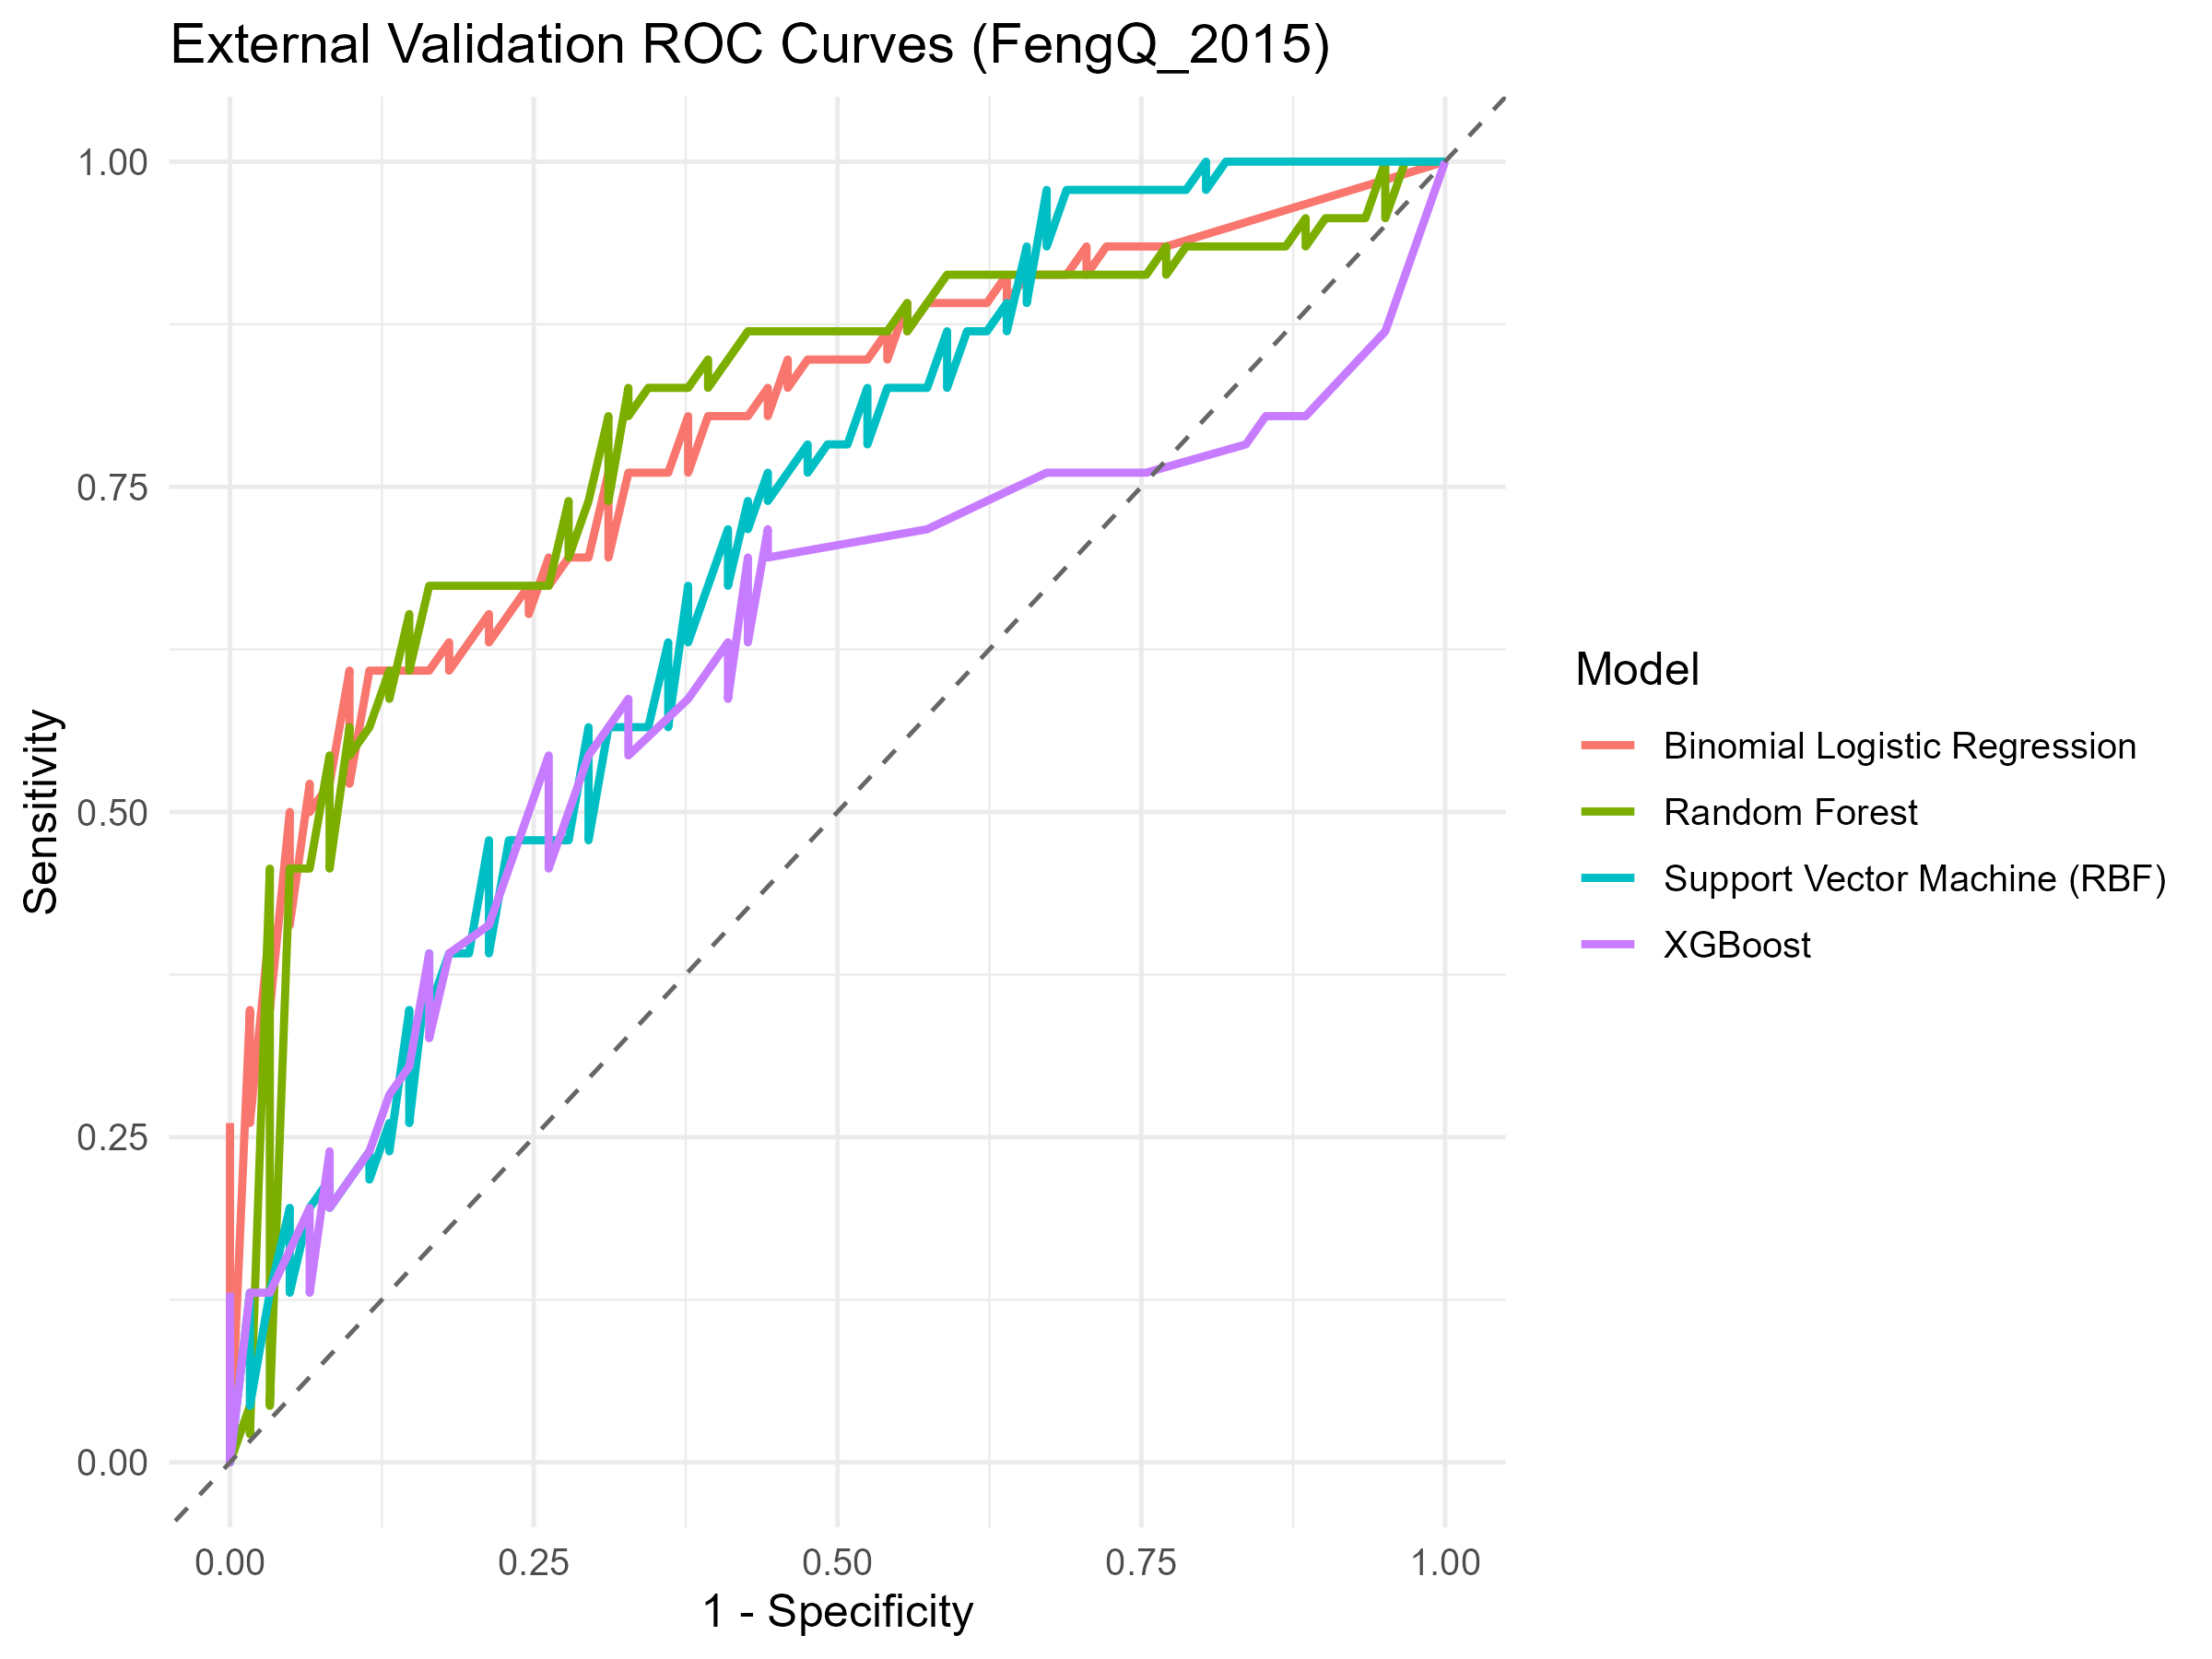 External Validation ROC Curves (FengQ_2015)
1.00
0.75
0.50
0.25
0.00
Sensitivity
0.00 0.25 0.50 0.75 1.00
1 - Specificity
Model
Binomial Logistic Regression
Random Forest
Support Vector Machine (RBF)
XGBoost